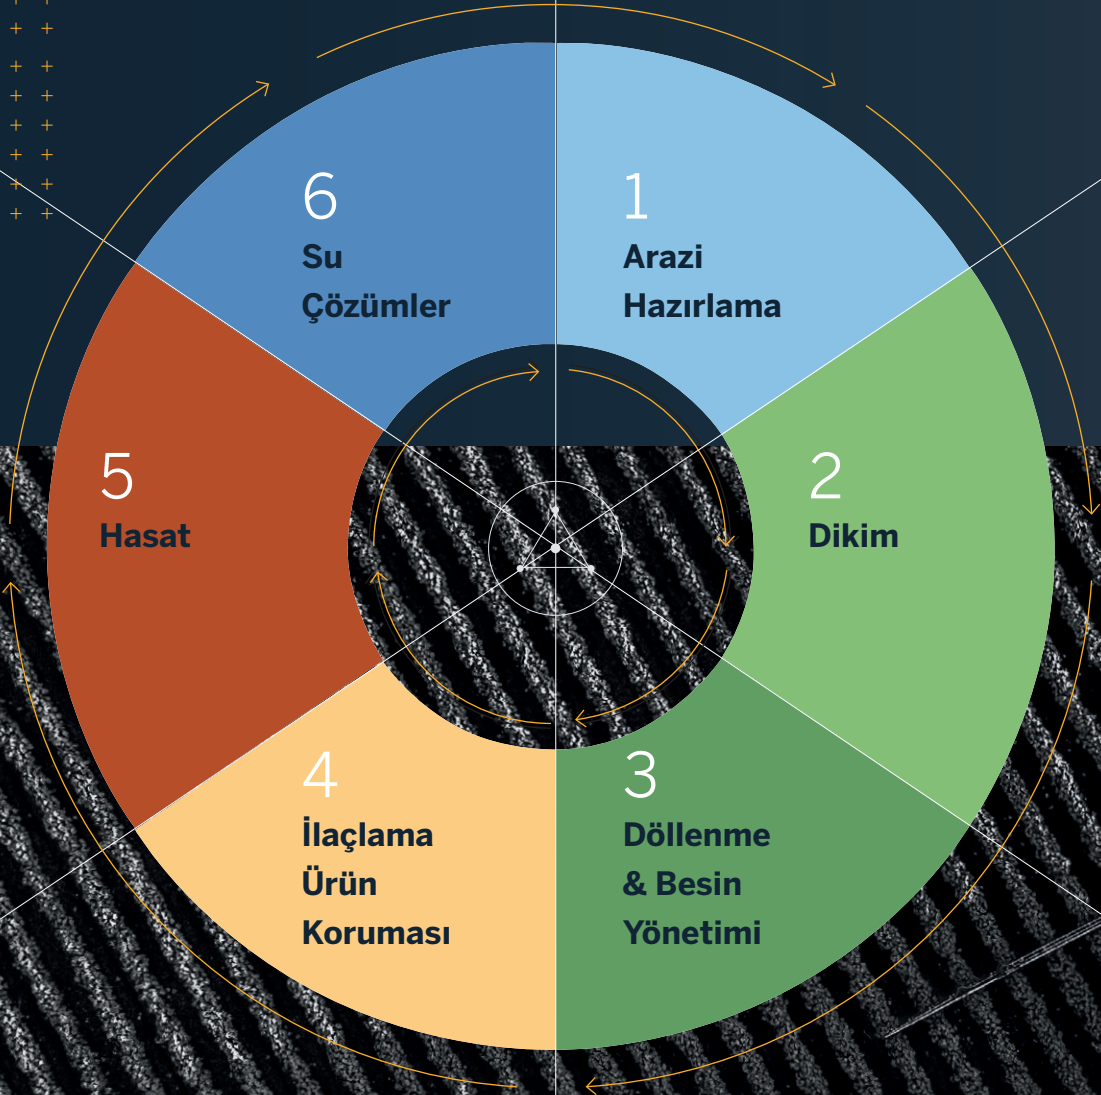 6
Su
Çözümler
1
Arazi
Hazırlama
5
Hasat
2
Dikim
4
İlaçlama
Ürün
Koruması
3
Döllenme
& Besin
Yönetimi